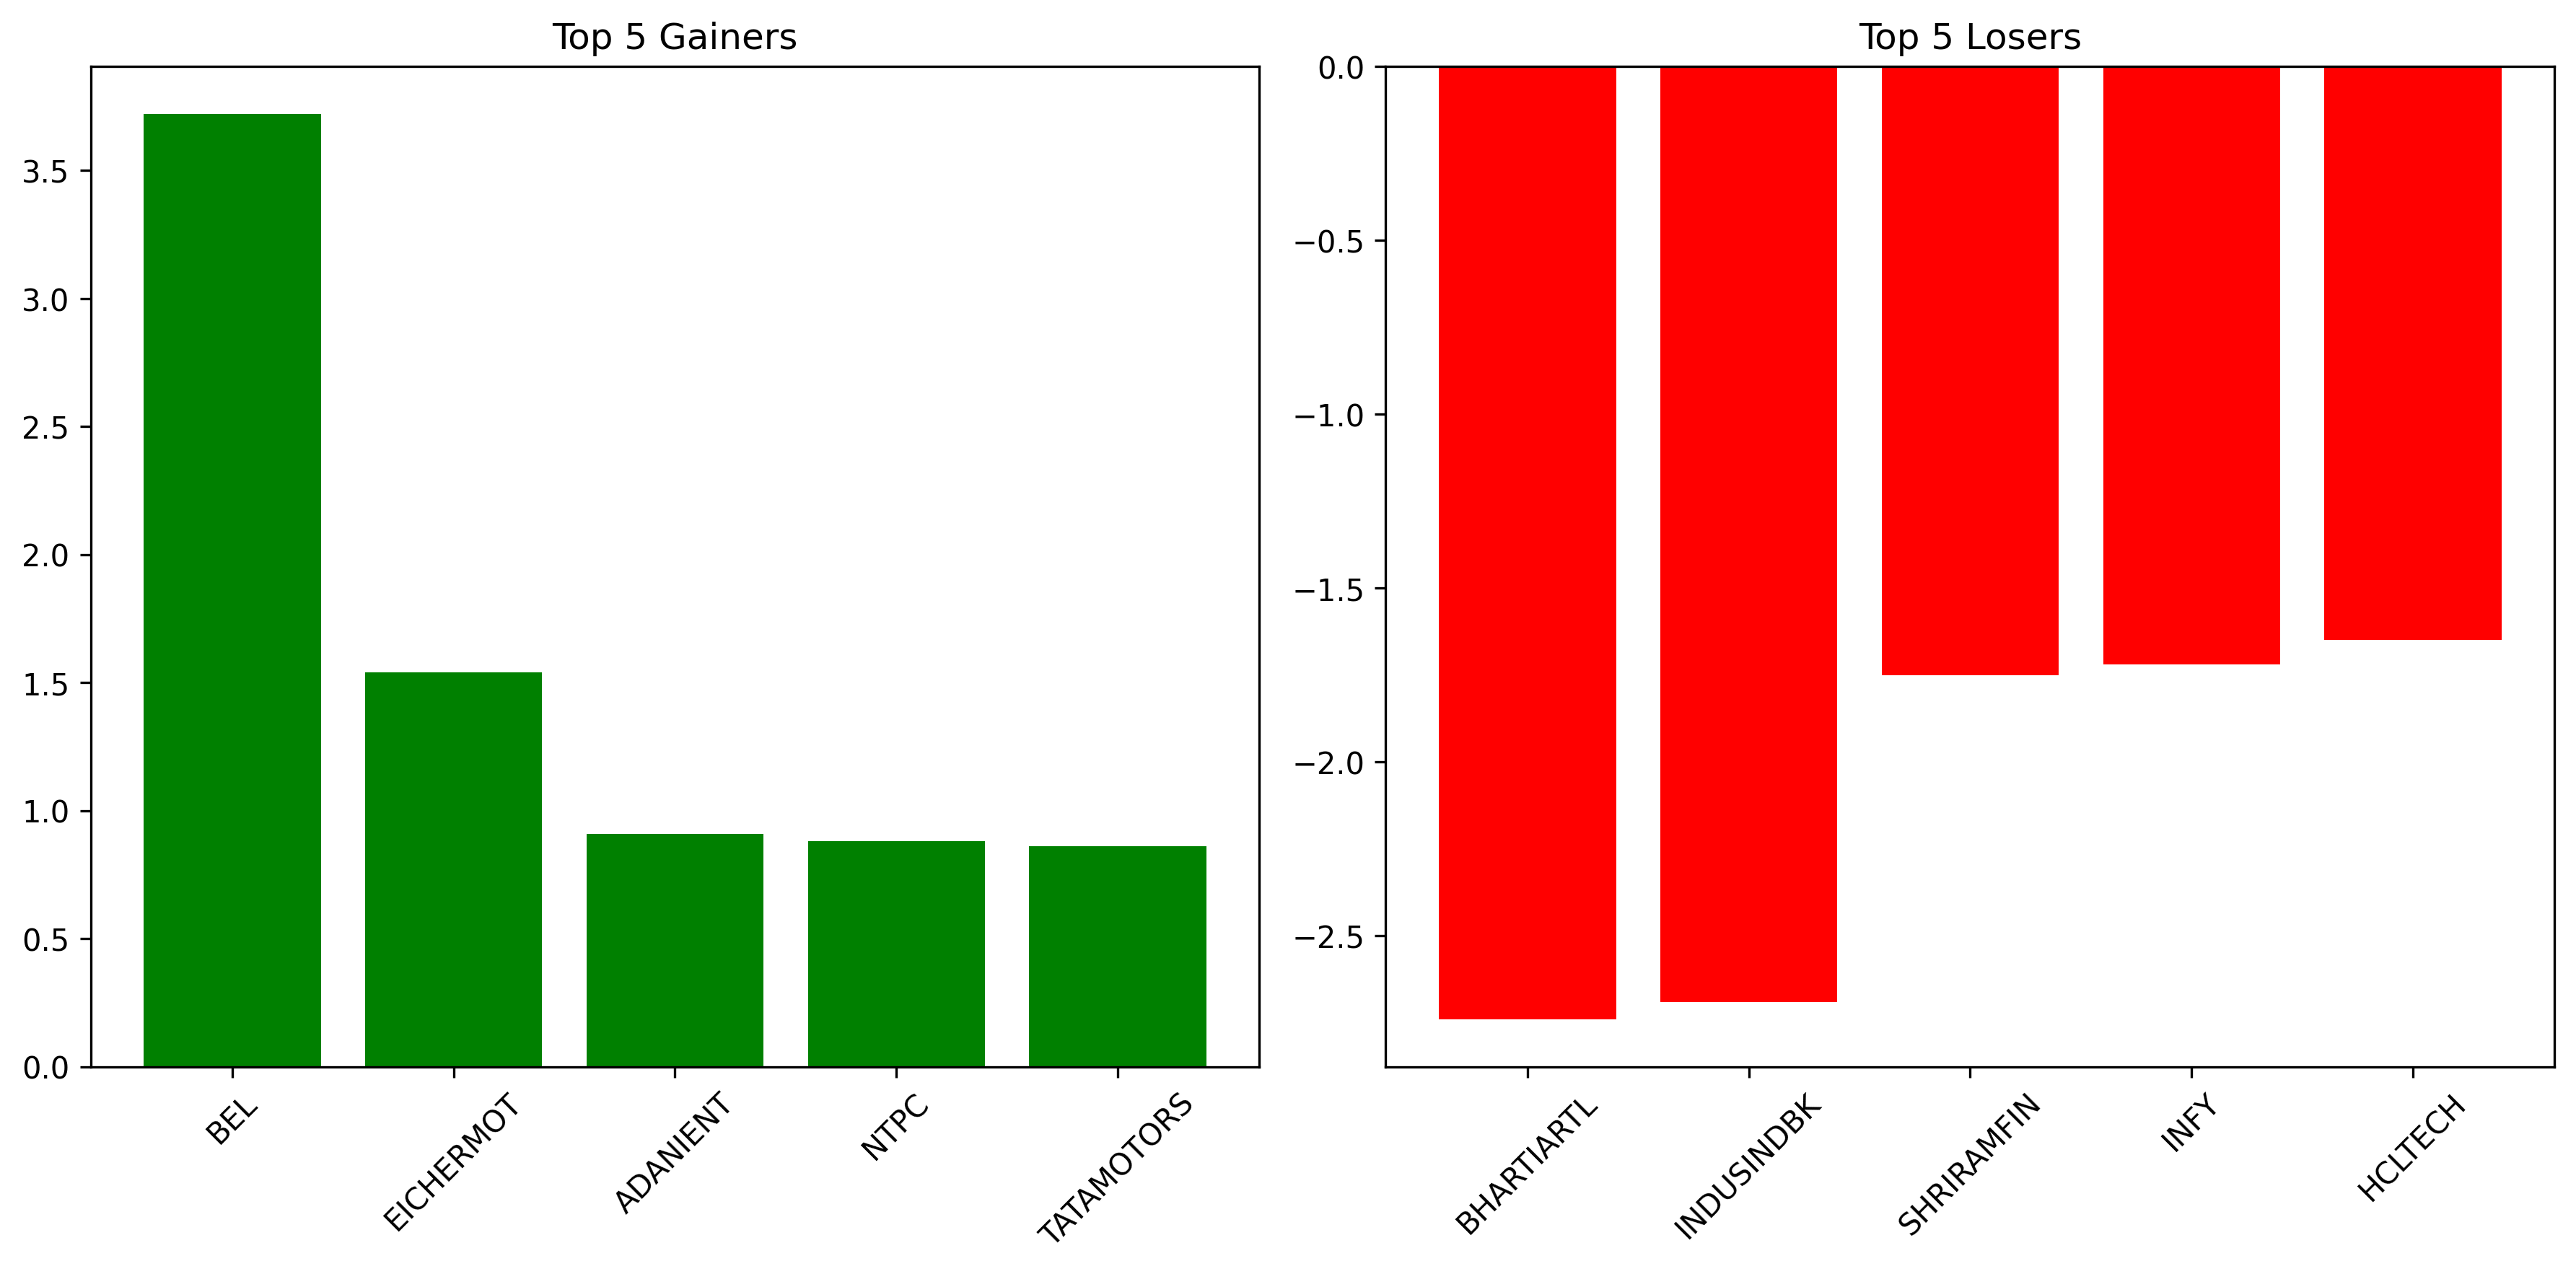 Top 5 Gainers
3.5
3.0
2.5
2.0
1.5
1.0
0.5
0.0
BEL
EICHERMOT
ADANIENT
NTPC
TATAMOTORS
Top 5 Losers
0.0
−0.5
−1.0
−1.5
−2.0
−2.5
BHARTIARTL
INDUSINDBK
SHRIRAMFIN
INFY
HCLTECH